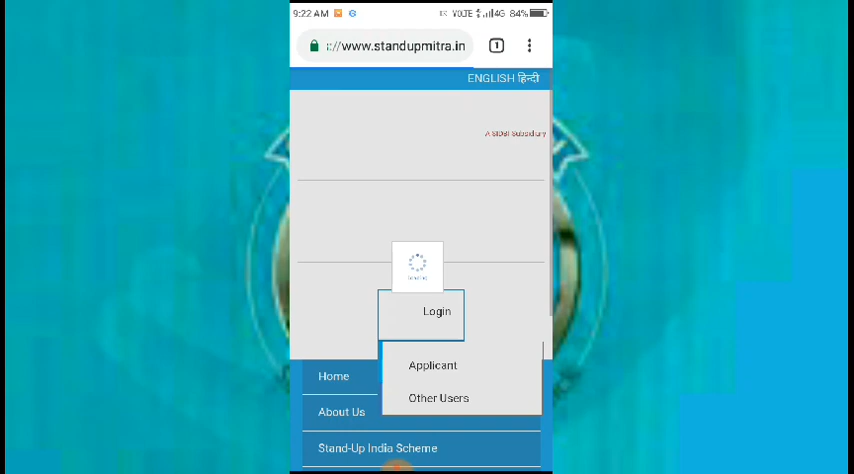 9:22 AM VOLTE 4G 84%
://www.standupmitra.in 1
ENGLISH हिन्दी
A SIDBI Subsidiary
Login
Applicant
Other Users
Home
About Us
Stand-Up India Scheme